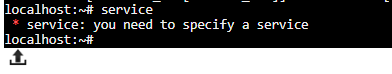 localhost:~# service
 * service: you need to specify a service
localhost:~#